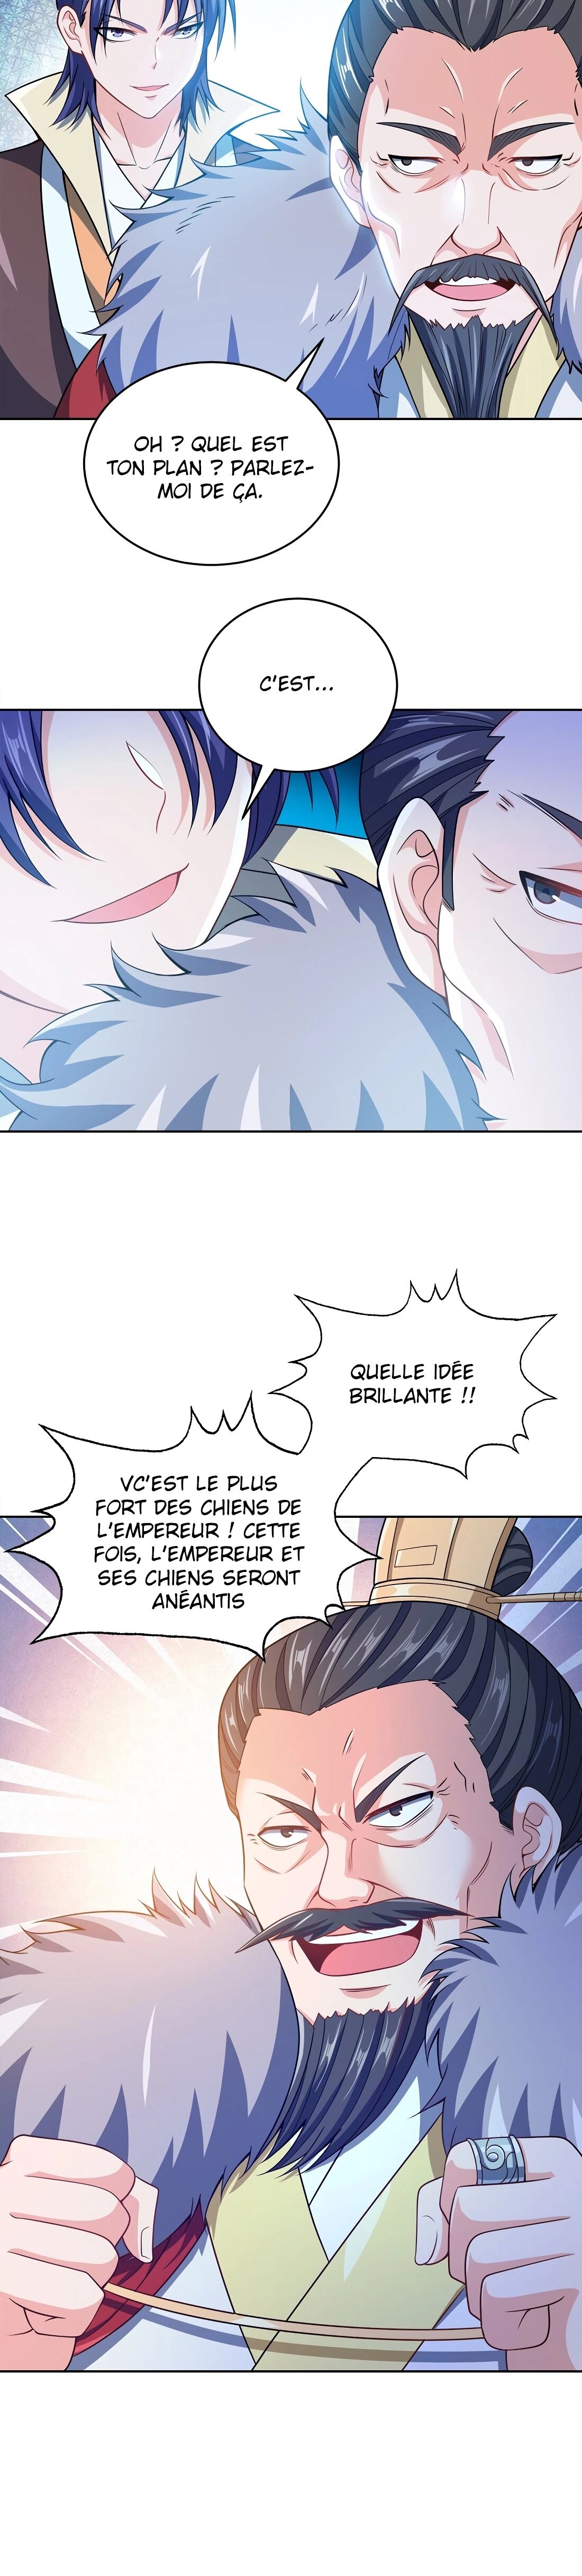 OH ? QUEL EST
TON PLAN ? PARLEZ-
MOI DE ÇA.
C'EST...
QUELLE IDÉE
BRILLANTE !!
VC'EST LE PLUS
FORT DES CHIENS DE
L'EMPEREUR ! CETTE
FOIS, L'EMPEREUR ET
SES CHIENS SERONT
ANÉANTIS